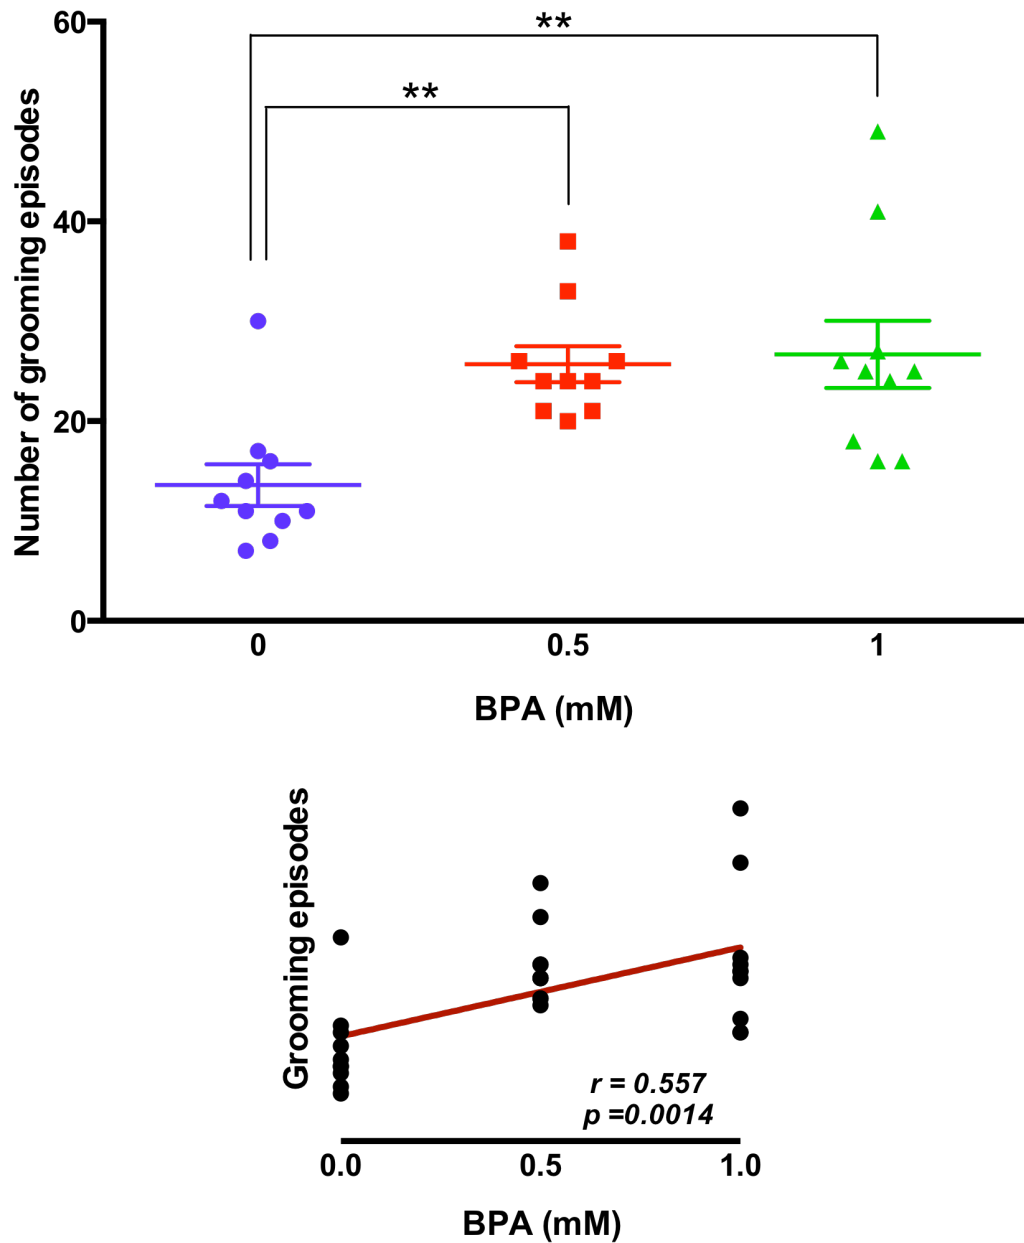 **
**
Number of grooming episodes
60
40
20
0
0 0.5 1
BPA (mM)
Grooming episodes
r = 0.557
p =0.0014
0.0 0.5 1.0
BPA (mM)